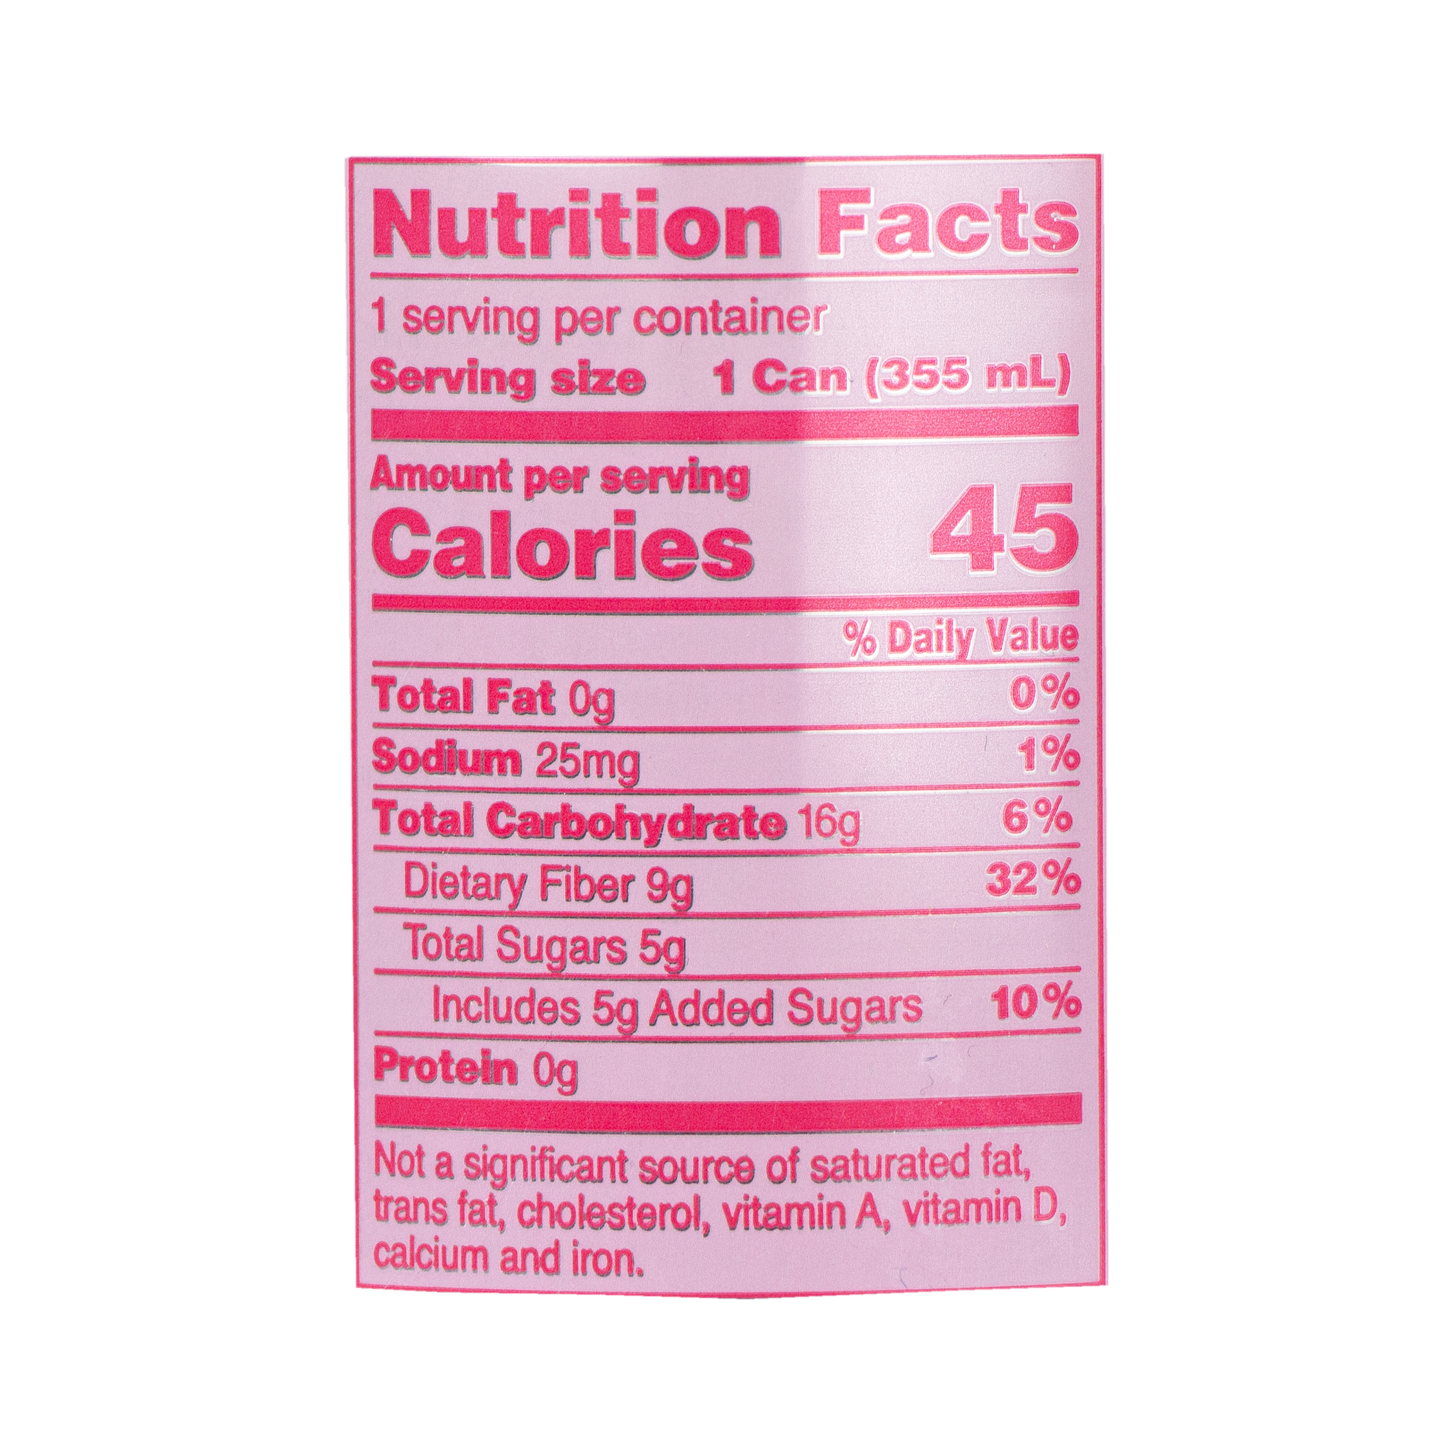 Nutrition Facts
1 serving per container
Serving size 1 Can (355 mL)
Amount per serving
Calories 45
% Daily Value
Total Fat 0g 0%
Sodium 25mg 1%
Total Carbohydrate 16g 6%
Dietary Fiber 9g 32%
Total Sugars 5g
Includes 5g Added Sugars 10%
Protein 0g
Not a significant source of saturated fat,
trans fat, cholesterol, vitamin A, vitamin D,
calcium and iron.